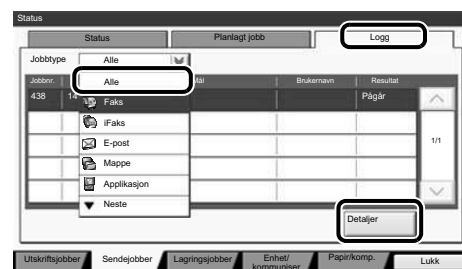 Status
Status Planlagt jobb Logg
Jobbtype Alle
Jobbnr. Mål Brukernavn Resultat
Alle
438 14 Faks Pågår
iFaks
E-post 1/1
Mappe
Applikasjon
Neste
Detaljer
Utskriftsjobber Sendejobber Lagringsjobber Enhet/ kommuniser Papir/komp. Lukk